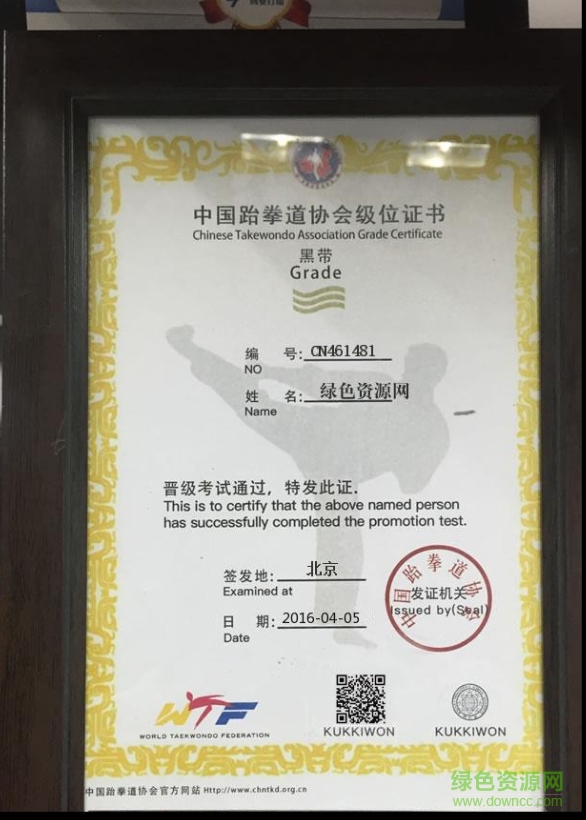 中国跆拳道协会级位证书
Chinese Takewondo Association Grade Certificate
黑带
Grade
编 号:CN461481
NO
姓 名:绿色资源网
Name
晋级考试通过，特发此证.
This is to certify that the above named person
has successfully completed the promotion test.
签发地:北京
Examined at
日 期:2016-04-05
Date
中国跆拳道协会
发证机关
Issued by(Seal)
WTF
WORLD TAEKWONDO FEDERATION
KUKKIWON
KUKKIWON
中国跆拳道协会官方网站 Http://www.chntkd.org.cn
绿色资源网
www.downcc.com